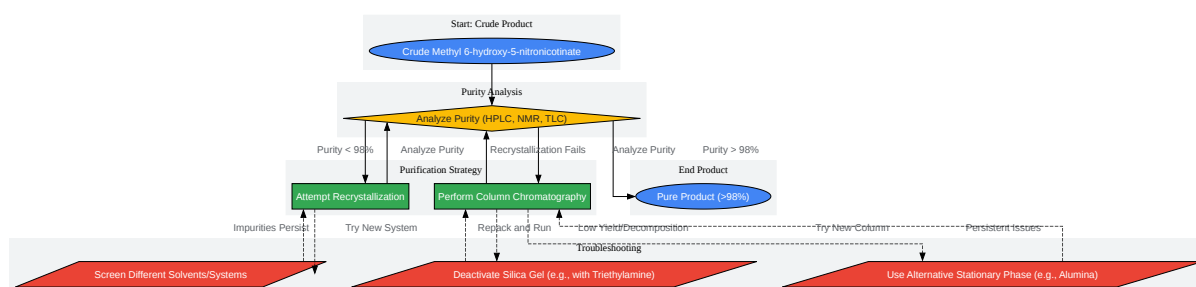 Start: Crude Product
Crude Methyl 6-hydroxy-5-nitronicotinate
Purity Analysis
Analyze Purity (HPLC, NMR, TLC)
Purity < 98%
Analyze Purity
Recrystallization Fails
Analyze Purity
Purity > 98%
Purification Strategy
End Product
Attempt Recrystallization
Perform Column Chromatography
Pure Product (>98%)
Impurities Persist
Try New System
Repack and Run
Low Yield/Decomposition
Try New Column
Persistent Issues
Troubleshooting
Screen Different Solvents/Systems
Deactivate Silica Gel (e.g., with Triethylamine)
Use Alternative Stationary Phase (e.g., Alumina)